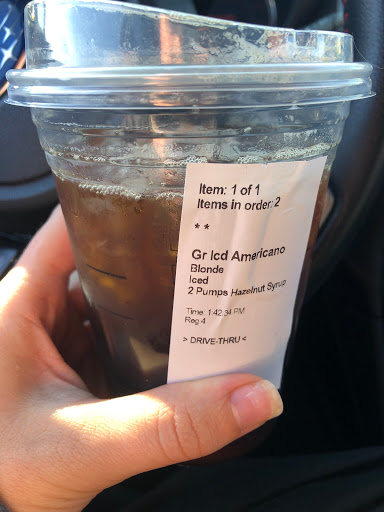 Item: 1 of 1
Items in order: 2
* *
Gr Icd Americano
Blonde
Iced
2 Pumps Hazelnut Syrup
Time: 1:42:34 PM
Reg 4
> DRIVE-THRU <